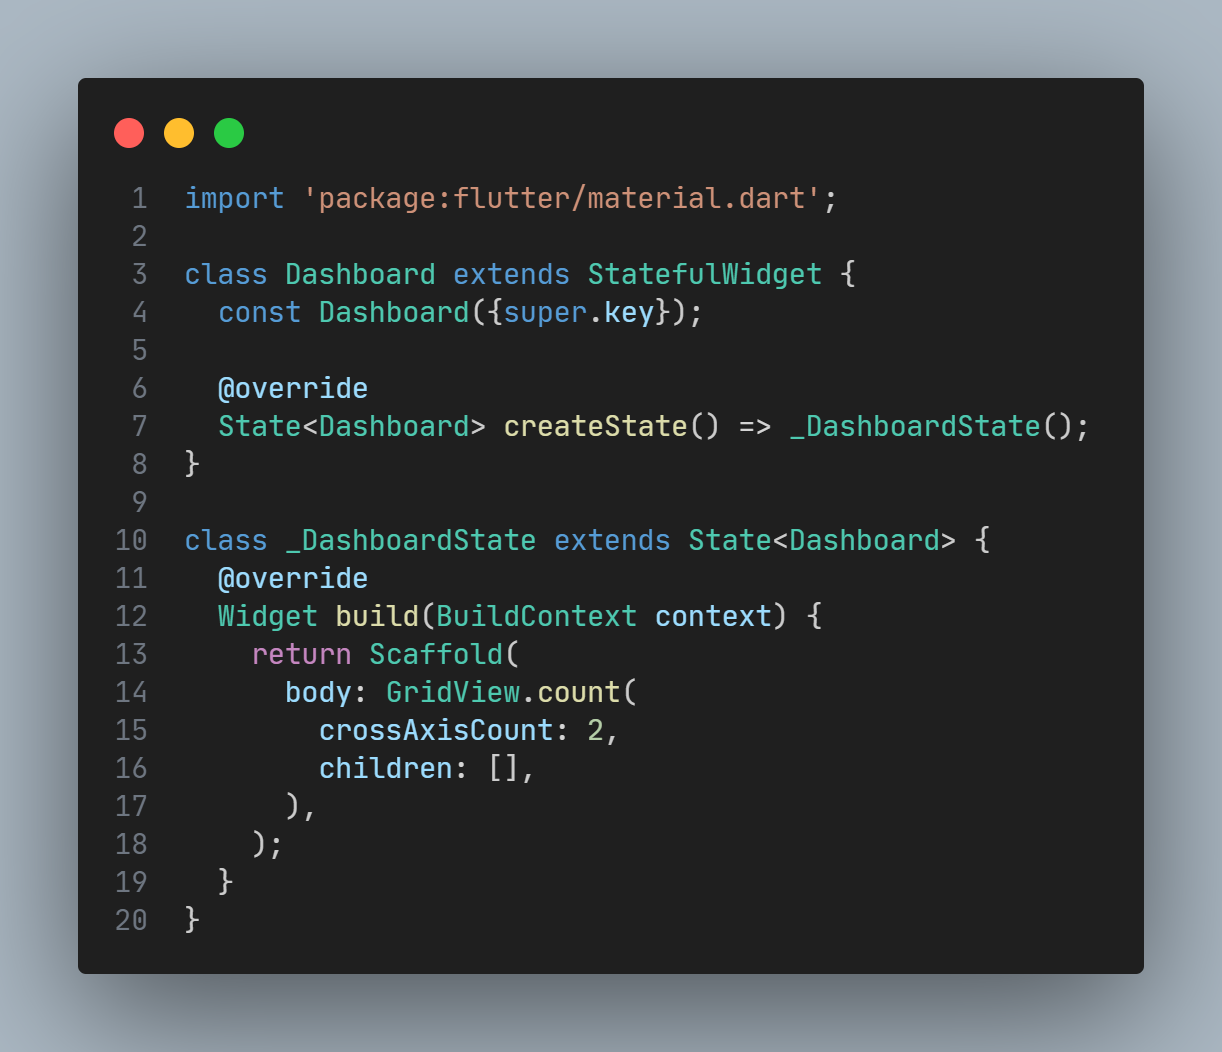 1 import 'package:flutter/material.dart';
2
3 class Dashboard extends StatefulWidget {
4   const Dashboard({super.key});
5
6   @override
7   State<Dashboard> createState() => _DashboardState();
8 }
9
10 class _DashboardState extends State<Dashboard> {
11   @override
12   Widget build(BuildContext context) {
13     return Scaffold(
14       body: GridView.count(
15         crossAxisCount: 2,
16         children: [],
17       ),
18     );
19   }
20 }